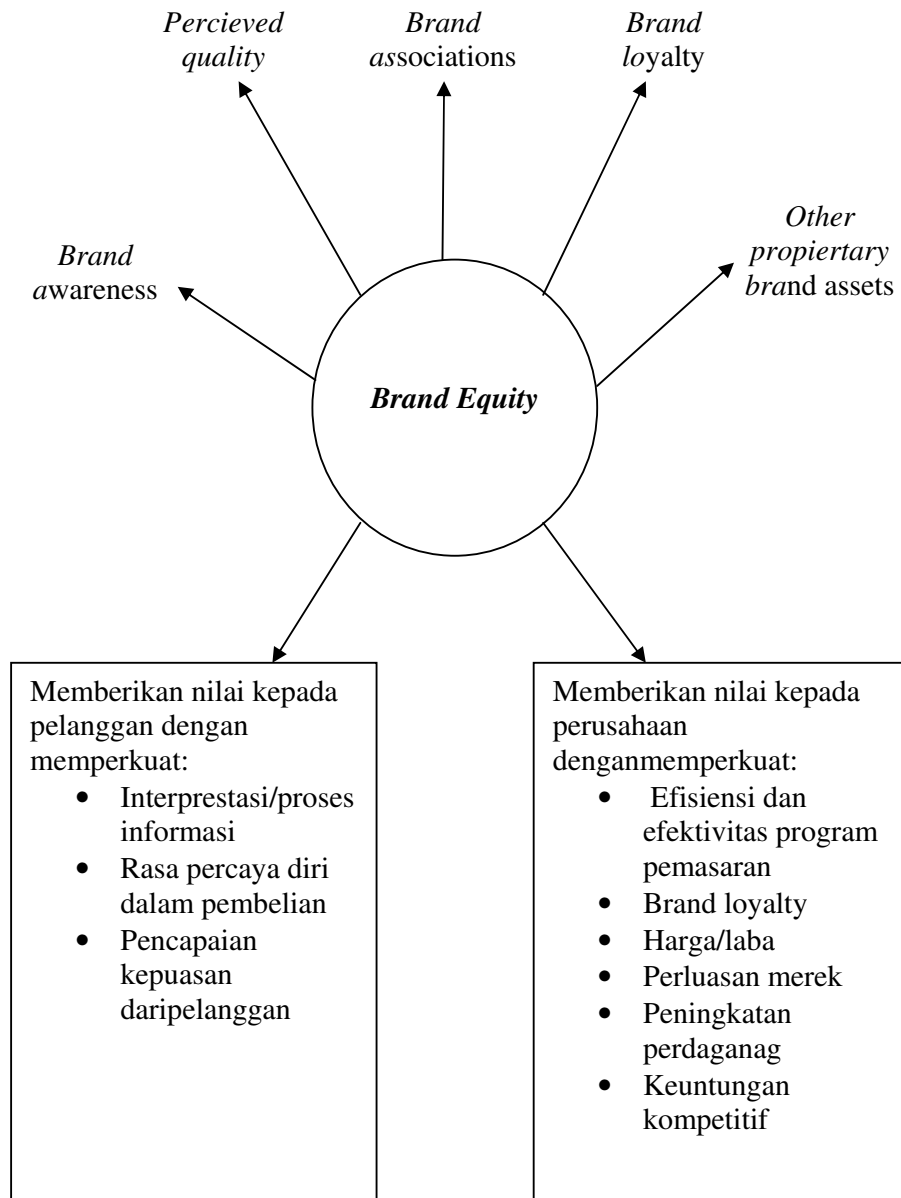 Percieved
quality
Brand
associations
Brand
loyalty
Other
propiertary
brand assets
Brand
awareness
Brand Equity
Memberikan nilai kepada
pelanggan dengan
memperkuat:
• Interprestasi/proses
informasi
• Rasa percaya diri
dalam pembelian
• Pencapaian
kepuasan
daripelanggan
Memberikan nilai kepada
perusahaan
denganmemperkuat:
• Efisiensi dan
efektivitas program
pemasaran
• Brand loyalty
• Harga/laba
• Perluasan merek
• Peningkatan
perdaganag
• Keuntungan
kompetitif